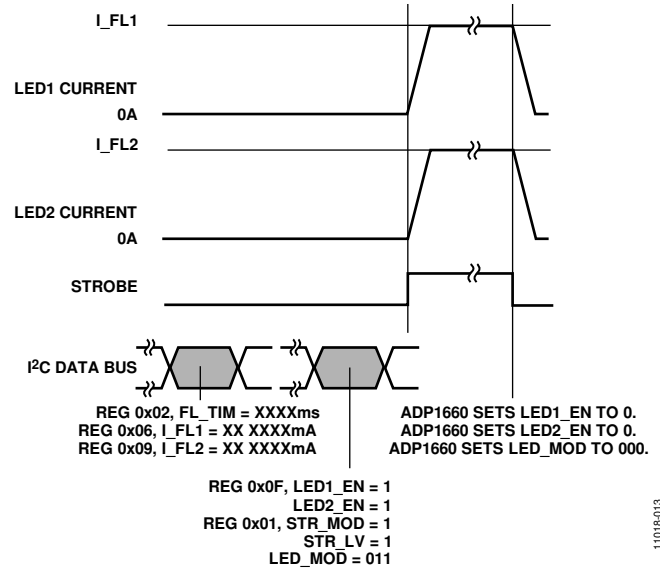 I_FL1
LED1 CURRENT
0A
I_FL2
LED2 CURRENT
0A
STROBE
I2C DATA BUS
REG 0x02, FL_TIM = XXXXms
REG 0x06, I_FL1 = XX XXXXmA
REG 0x09, I_FL2 = XX XXXXmA
ADP1660 SETS LED1_EN TO 0.
ADP1660 SETS LED2_EN TO 0.
ADP1660 SETS LED_MOD TO 000.
REG 0x0F, LED1_EN = 1
LED2_EN = 1
REG 0x01, STR_MOD = 1
STR_LV = 1
LED_MOD = 011
11018-013